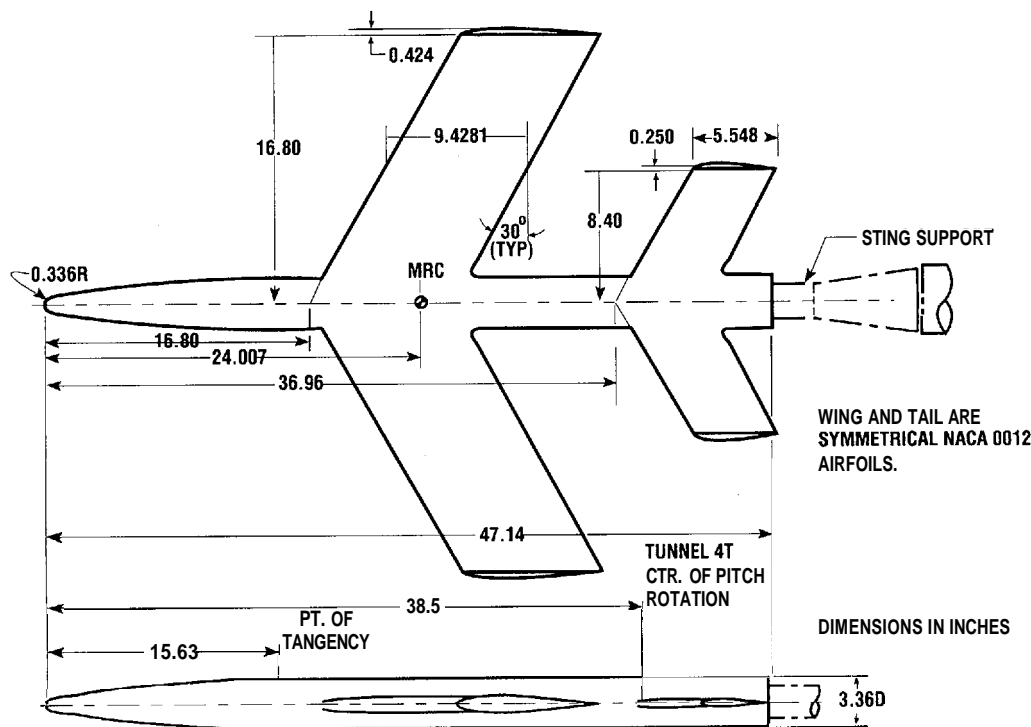 0.424
9.4281
16.80
0.250
5.548
8.40
30°
(TYP)
STING SUPPORT
0.336R
MRC
16.80
24.007
36.96
WING AND TAIL ARE
SYMMETRICAL NACA 0012
AIRFOILS.
47.14
TUNNEL 4T
CTR. OF PITCH
ROTATION
38.5
PT. OF
TANGENCY
DIMENSIONS IN INCHES
15.63
3.36D